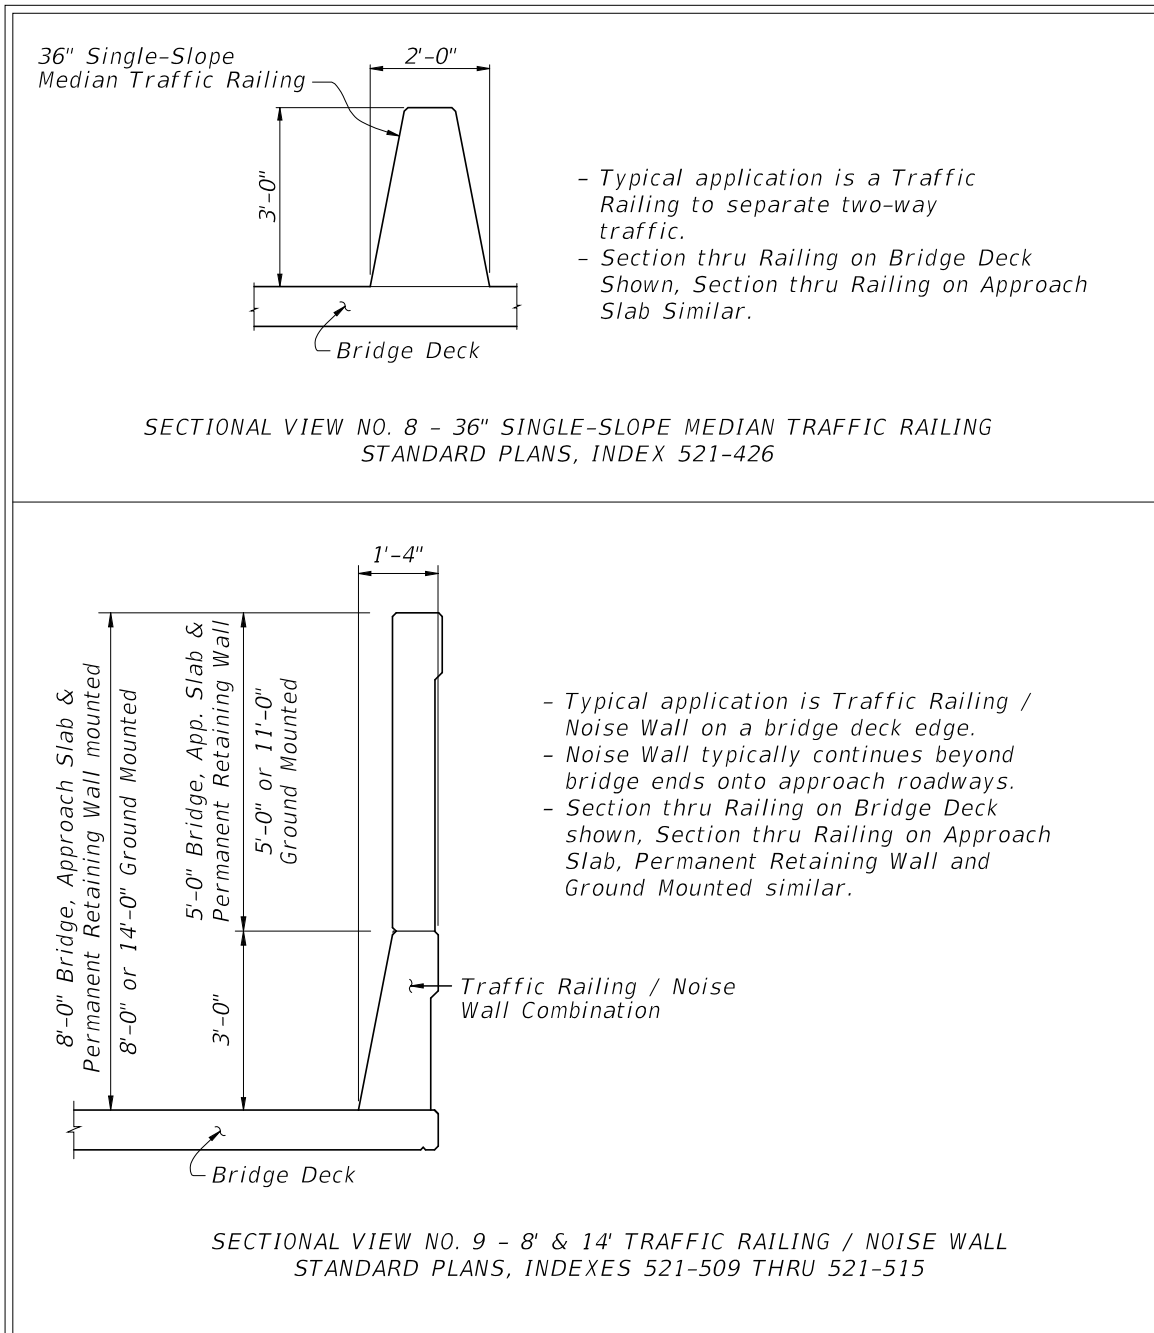 36" Single-Slope
Median Traffic Railing
2'-0"
3'-0"
- Typical application is a Traffic
Railing to separate two-way
traffic.
- Section thru Railing on Bridge Deck
Shown, Section thru Railing on Approach
Slab Similar.
Bridge Deck
SECTIONAL VIEW NO. 8 - 36" SINGLE-SLOPE MEDIAN TRAFFIC RAILING
STANDARD PLANS, INDEX 521-426
1'-4"
8'-0" Bridge, Approach Slab &
Permanent Retaining Wall mounted
8'-0" or 14'-0" Ground Mounted
5'-0" Bridge, App. Slab &
Permanent Retaining Wall
5'-0" or 11'-0"
Ground Mounted
3'-0"
- Typical application is Traffic Railing /
Noise Wall on a bridge deck edge.
- Noise Wall typically continues beyond
bridge ends onto approach roadways.
- Section thru Railing on Bridge Deck
shown, Section thru Railing on Approach
Slab, Permanent Retaining Wall and
Ground Mounted similar.
Traffic Railing / Noise
Wall Combination
Bridge Deck
SECTIONAL VIEW NO. 9 - 8' & 14' TRAFFIC RAILING / NOISE WALL
STANDARD PLANS, INDEXES 521-509 THRU 521-515